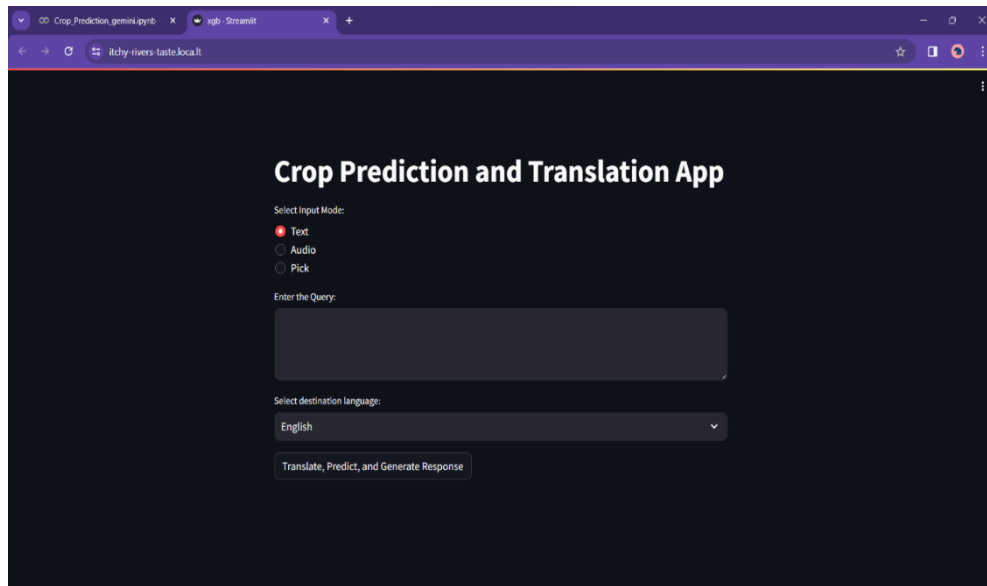 Crop_Prediction_gemini.ipynb
xgb · Streamlit
itchy-rivers-taste.loca.lt
Crop Prediction and Translation App
Select Input Mode:
Text
Audio
Pick
Enter the Query:
Select destination language:
English
Translate, Predict, and Generate Response